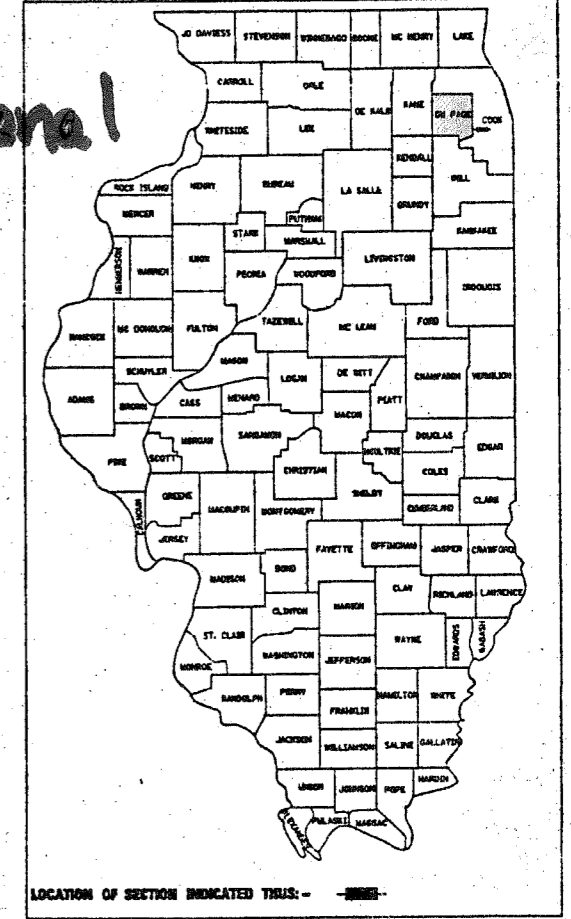 JO DAVIESS STEVENSON WINNEBAGO BOONE MC HENRY LAKE
CARROLL OGLE
DE KALB KANE DU PAGE COOK
WHITESIDE LEE
KENDALL WILL
ROCK ISLAND HENRY BUREAU LA SALLE
GRUNDY
MERCER PUTNAM
STARK MARSHALL KANKAKEE
HENDERSON WARREN KNOX PEORIA WOODFORD LIVINGSTON
IROQUOIS
TAZEWELL FORD
HANCOCK MC DONOUGH FULTON MC LEAN
MASON
SCHUYLER LOGAN DE WITT CHAMPAIGN VERMILION
ADAMS BROWN CASS MENARD PIATT
MACON
MORGAN SANGAMON DOUGLAS EDGAR
PIKE SCOTT CHRISTIAN MOULTRIE COLES
SHELBY
CALHOUN GREENE MACOUPIN MONTGOMERY CUMBERLAND CLARK
JERSEY FAYETTE EFFINGHAM JASPER CRAWFORD
MADISON BOND
CLAY RICHLAND LAWRENCE
CLINTON MARION
ST. CLAIR WAYNE EDWARDS WABASH
WASHINGTON JEFFERSON
MONROE
RANDOLPH PERRY HAMILTON WHITE
FRANKLIN
JACKSON WILLIAMSON SALINE GALLATIN
UNION JOHNSON POPE HARDIN
ALEXANDER PULASKI MASSAC
LOCATION OF SECTION INDICATED THUS:-